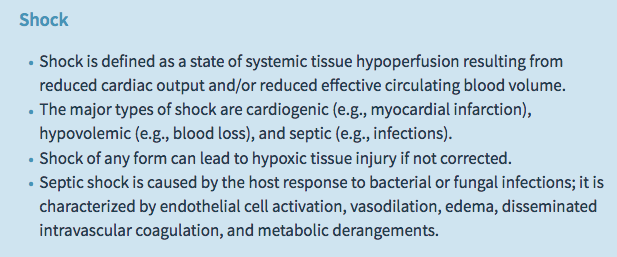 Shock
• Shock is defined as a state of systemic tissue hypoperfusion resulting from
reduced cardiac output and/or reduced effective circulating blood volume.
• The major types of shock are cardiogenic (e.g., myocardial infarction),
hypovolemic (e.g., blood loss), and septic (e.g., infections).
• Shock of any form can lead to hypoxic tissue injury if not corrected.
• Septic shock is caused by the host response to bacterial or fungal infections; it is
characterized by endothelial cell activation, vasodilation, edema, disseminated
intravascular coagulation, and metabolic derangements.